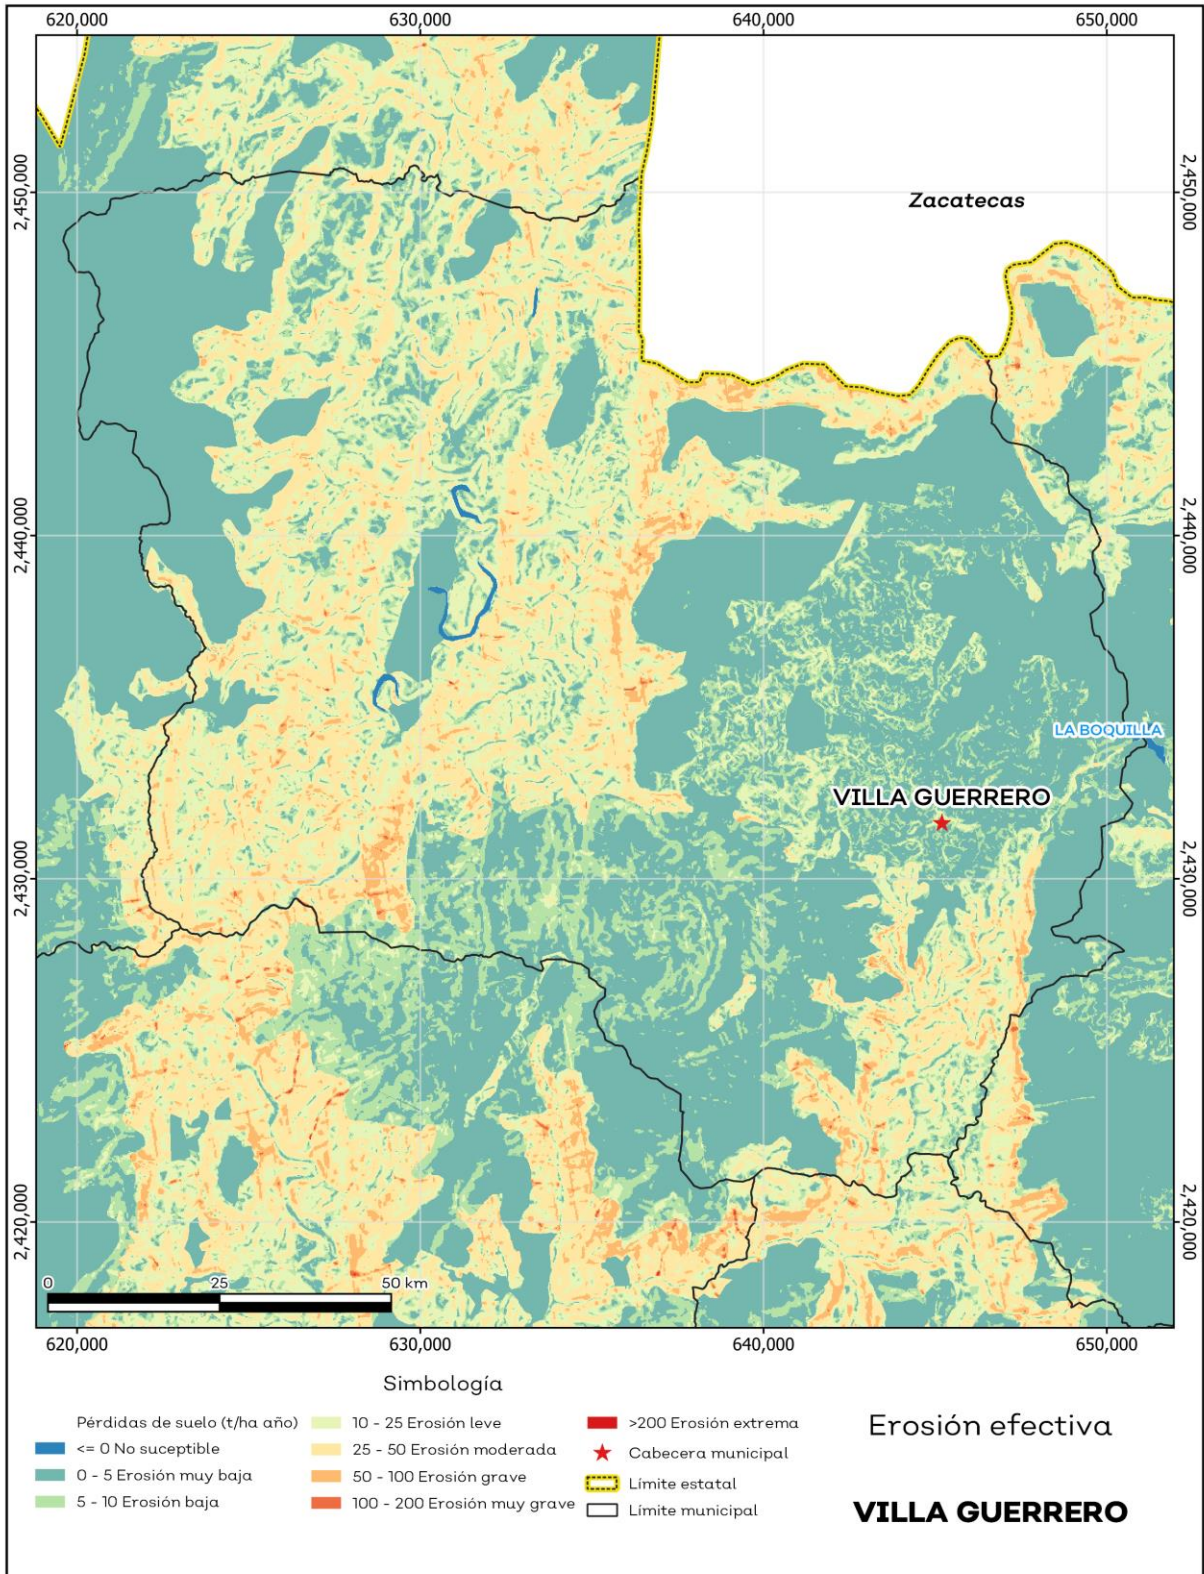 620,000 630,000 640,000 650,000
2,450,000
2,450,000
Zacatecas
2,440,000
2,440,000
LA BOQUILLA
VILLA GUERRERO
2,430,000
2,430,000
2,420,000
2,420,000
0 25 50 km
620,000 630,000 640,000 650,000
Simbología
Pérdidas de suelo (t/ha año)
<= 0 No suceptible
0 - 5 Erosión muy baja
5 - 10 Erosión baja
10 - 25 Erosión leve
25 - 50 Erosión moderada
50 - 100 Erosión grave
100 - 200 Erosión muy grave
>200 Erosión extrema
Cabecera municipal
Límite estatal
Límite municipal
Erosión efectiva
VILLA GUERRERO